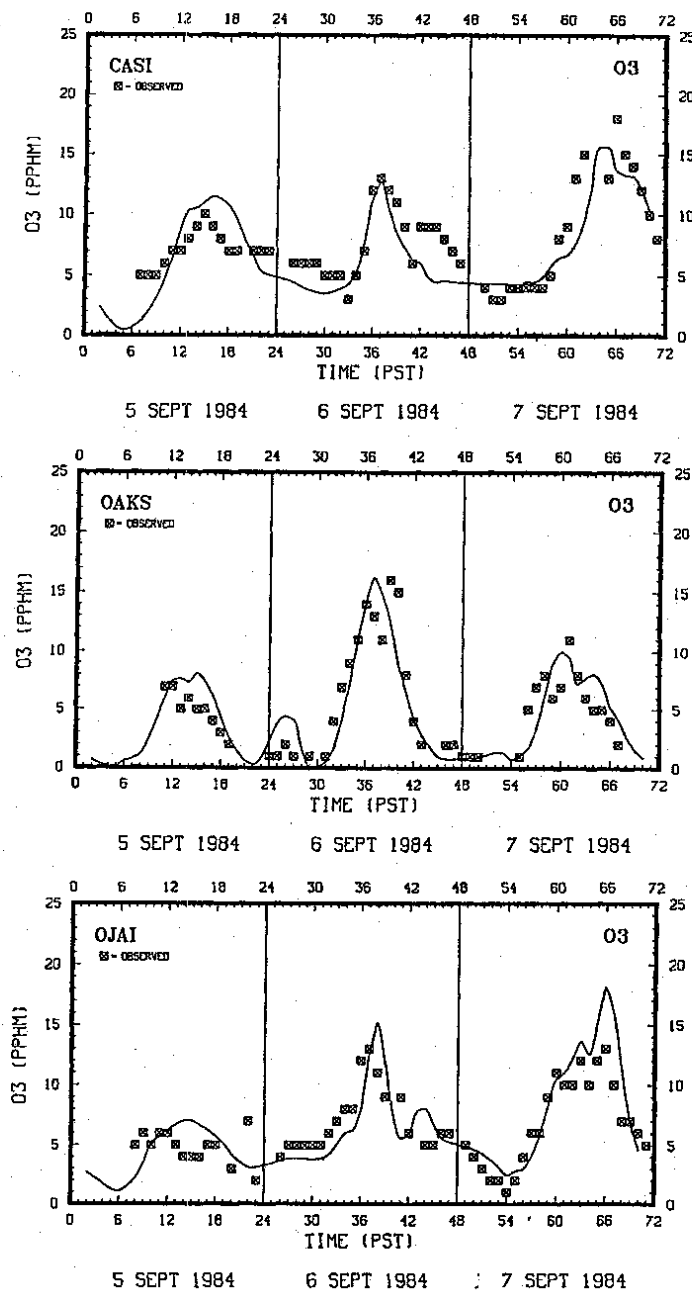 0 6 12 18 24 30 36 42 48 54 60 66 72
25 25
CASI O3
⊠ - OBSERVED
20 20
15 15
10 10
5 5
0 0
0 6 12 18 24 30 36 42 48 54 60 66 72
O3 (PPHM)
TIME (PST)
5 SEPT 1984 6 SEPT 1984 7 SEPT 1984
0 6 12 18 24 30 36 42 48 54 60 66 72
25 25
OAKS O3
⊠ - OBSERVED
20 20
15 15
10 10
5 5
0 0
0 6 12 18 24 30 36 42 48 54 60 66 72
O3 (PPHM)
TIME (PST)
5 SEPT 1984 6 SEPT 1984 7 SEPT 1984
0 6 12 18 24 30 36 42 48 54 60 66 72
25 25
OJAI O3
⊠ - OBSERVED
20 20
15 15
10 10
5 5
0 0
0 6 12 18 24 30 36 42 48 54 60 66 72
O3 (PPHM)
TIME (PST)
5 SEPT 1984 6 SEPT 1984 7 SEPT 1984